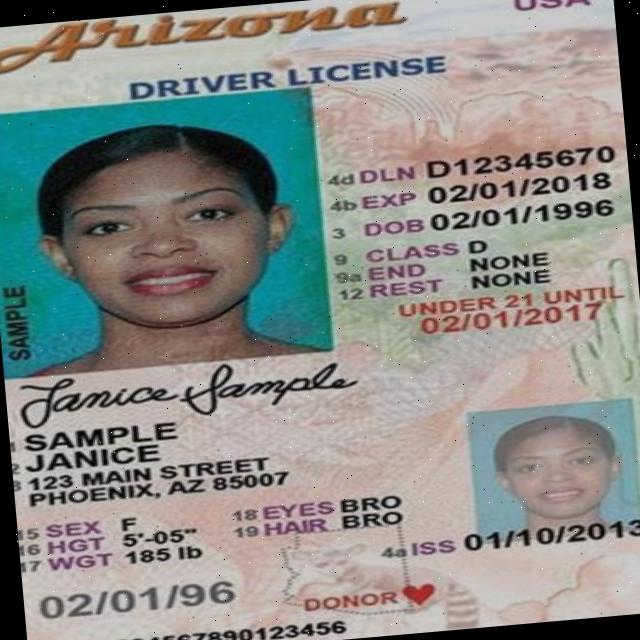 Arizona
USA
DRIVER LICENSE
4d DLN D12345670
4b EXP 02/01/2018
3 DOB 02/01/1996
9 CLASS D
9a END NONE
12 REST NONE
UNDER 21 UNTIL
02/01/2017
SAMPLE
Janice Sample
SAMPLE
2 JANICE
8 123 MAIN STREET
PHOENIX, AZ 85007
15 SEX F
16 HGT 5'-05"
17 WGT 185 lb
18 EYES BRO
19 HAIR BRO
4a ISS 01/10/2013
02/01/96
DONOR
4567890123456